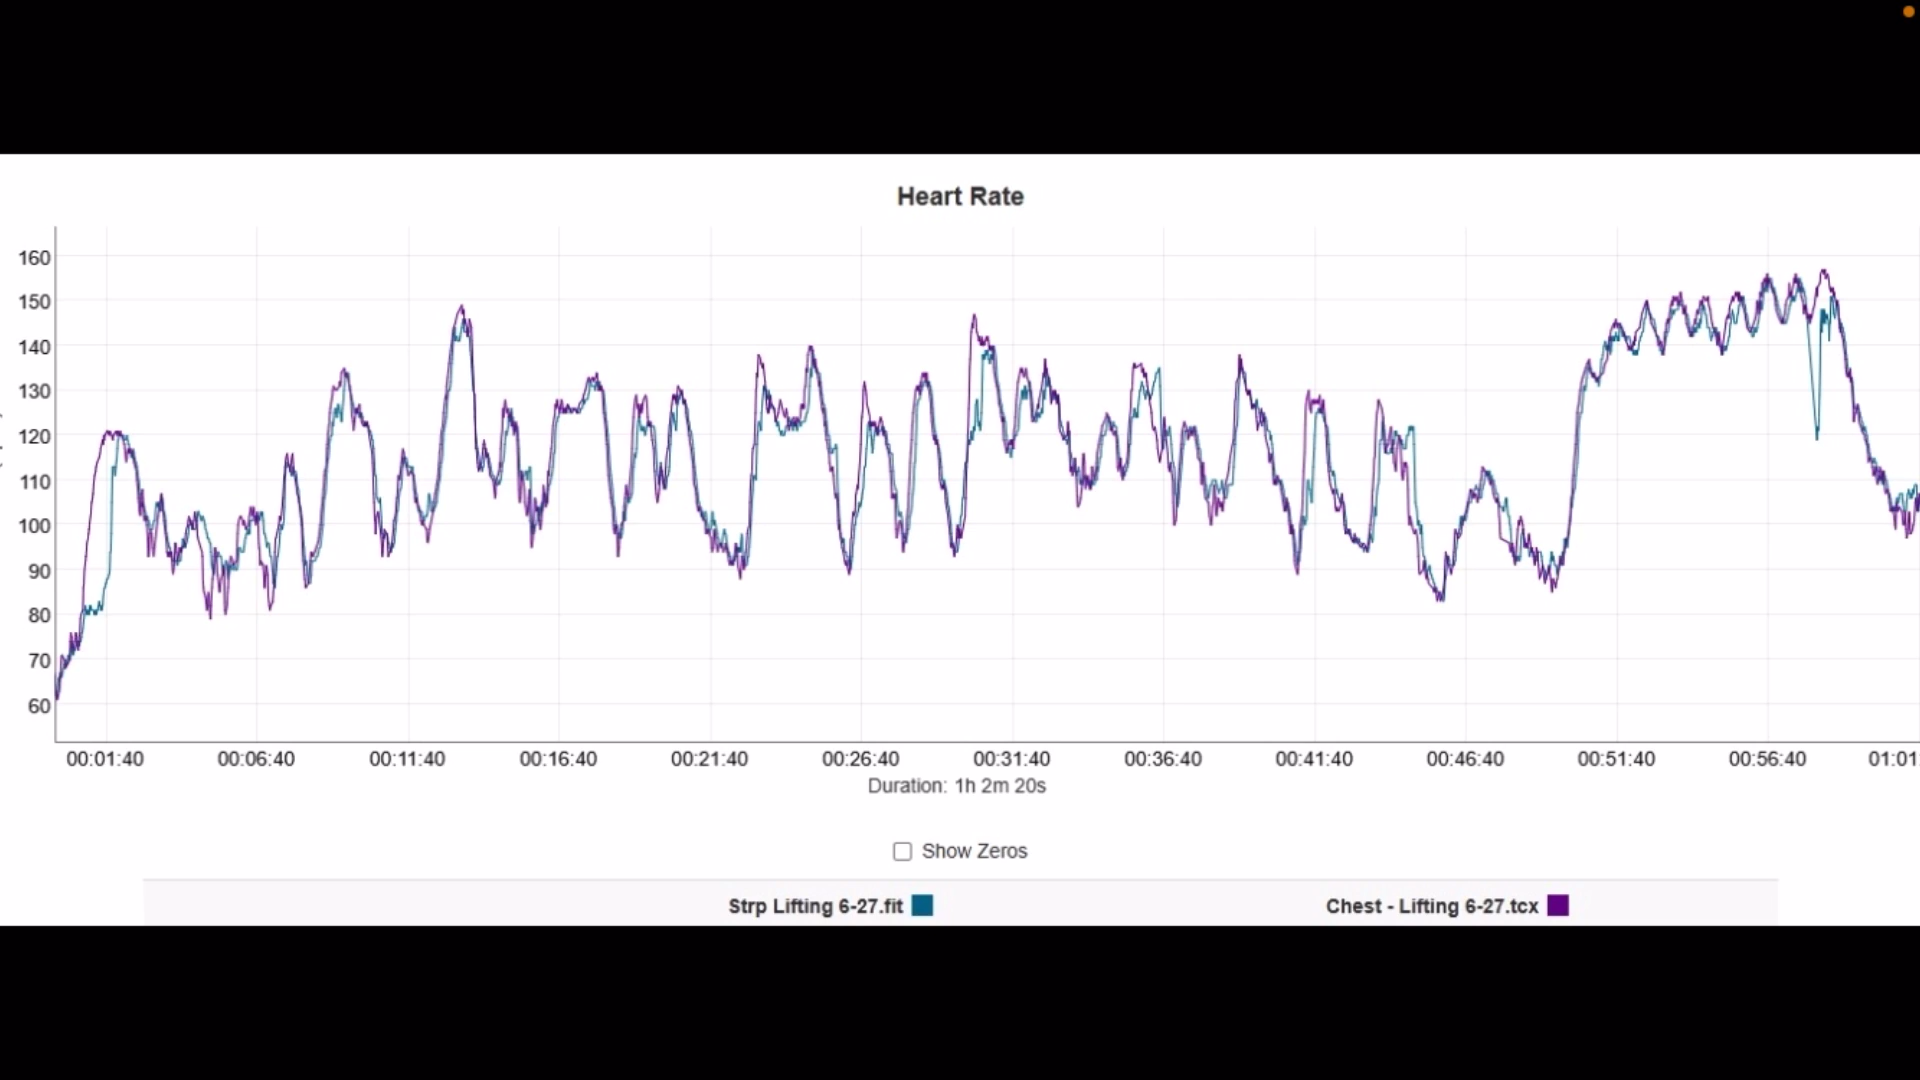 Heart Rate
160
150
140
130
120
110
100
90
80
70
60
00:01:40 00:06:40 00:11:40 00:16:40 00:21:40 00:26:40 00:31:40 00:36:40 00:41:40 00:46:40 00:51:40 00:56:40 01:01:
Duration: 1h 2m 20s
Show Zeros
Strp Lifting 6-27.fit Chest - Lifting 6-27.tcx